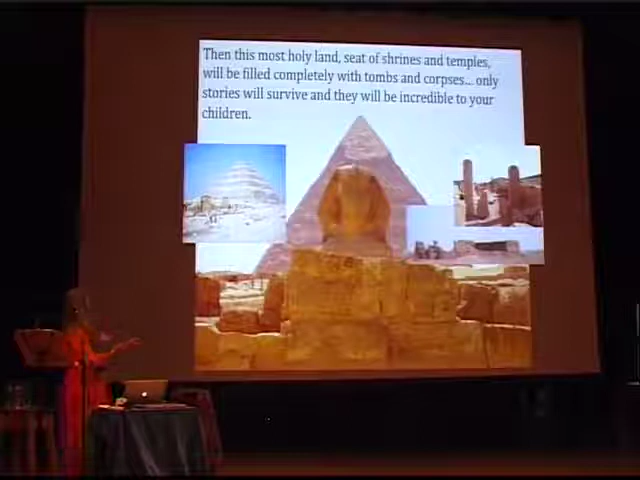 Then this most holy land, seat of shrines and temples,
will be filled completely with tombs and corpses... only
stories will survive and they will be incredible to your
children.